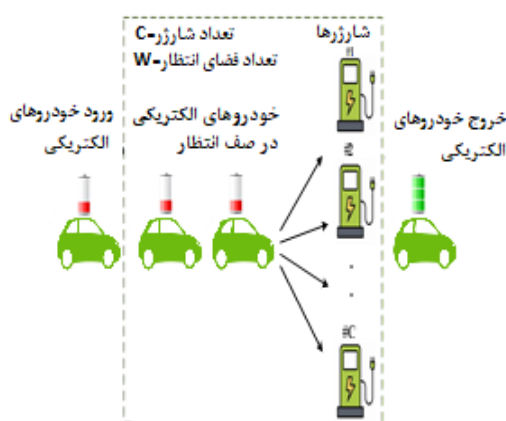 شارژرها
تعداد شارژر-C
تعداد فضای انتظار-W
ورود خودروهای
الکتریکی
خودروهای الکتریکی
در صف انتظار
خروج خودروهای
الکتریکی
#1
#2
#C